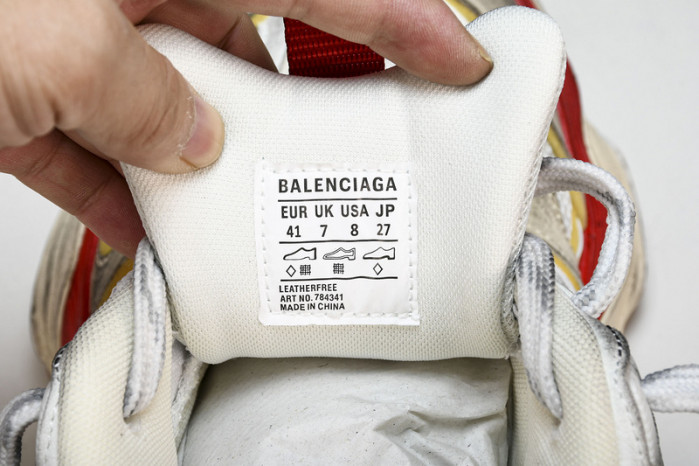 BALENCIAGA
EUR UK USA JP
41 7 8 27
LEATHERFREE
ART NO. 784341
MADE IN CHINA